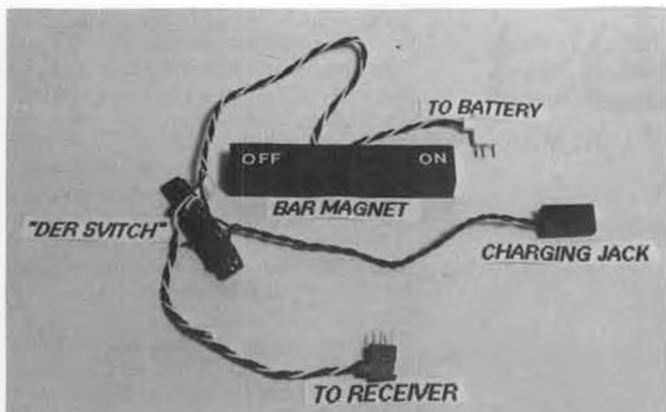 TO BATTERY
OFF ON
BAR MAGNET
"DER SVITCH"
CHARGING JACK
TO RECEIVER